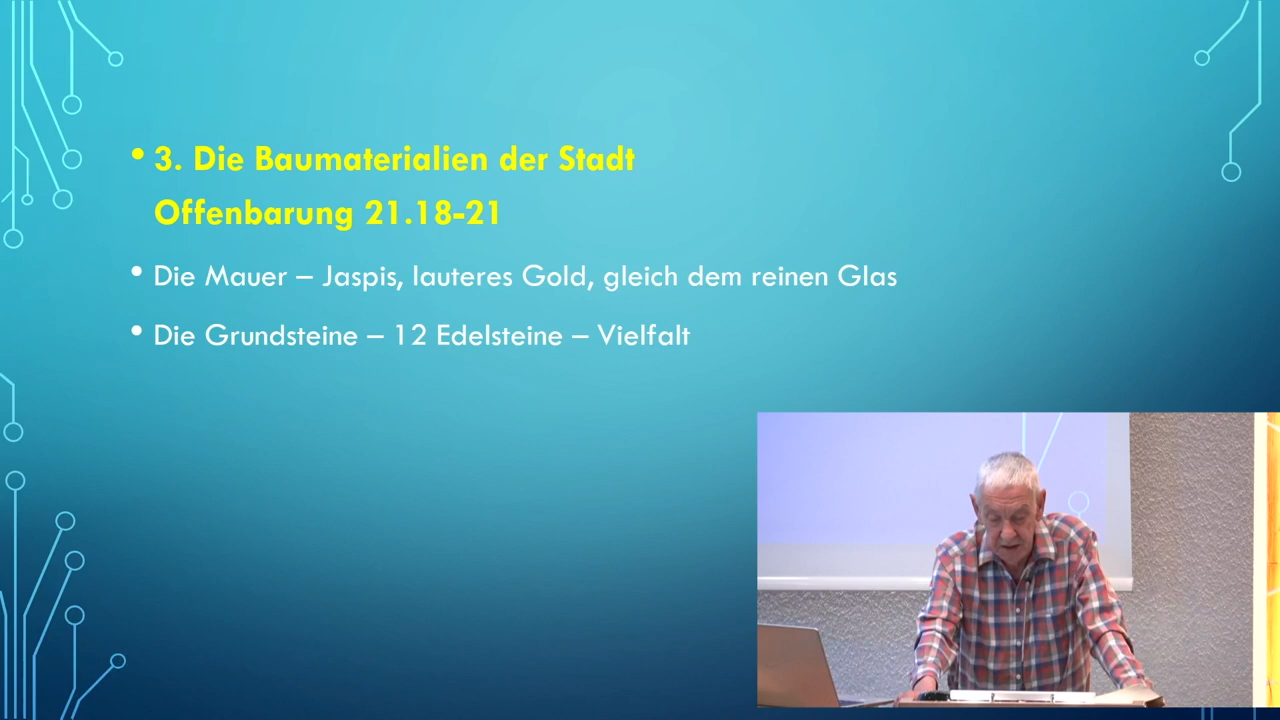 • 3. Die Baumaterialien der Stadt
Offenbarung 21.18-21
• Die Mauer – Jaspis, lauteres Gold, gleich dem reinen Glas
• Die Grundsteine – 12 Edelsteine – Vielfalt